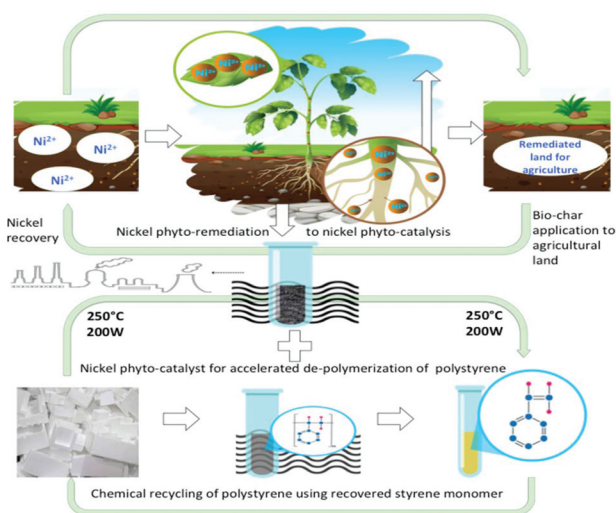 Ni²⁺ Ni²⁺ Ni²⁺
Ni²⁺
Ni²⁺
Ni²⁺
Ni²⁺
Remediated
land for
agriculture
Nickel
recovery
Nickel phyto-remediation to nickel phyto-catalysis
Bio-char
application to
agricultural
land
250°C
200W
250°C
200W
Nickel phyto-catalyst for accelerated de-polymerization of polystyrene
Chemical recycling of polystyrene using recovered styrene monomer